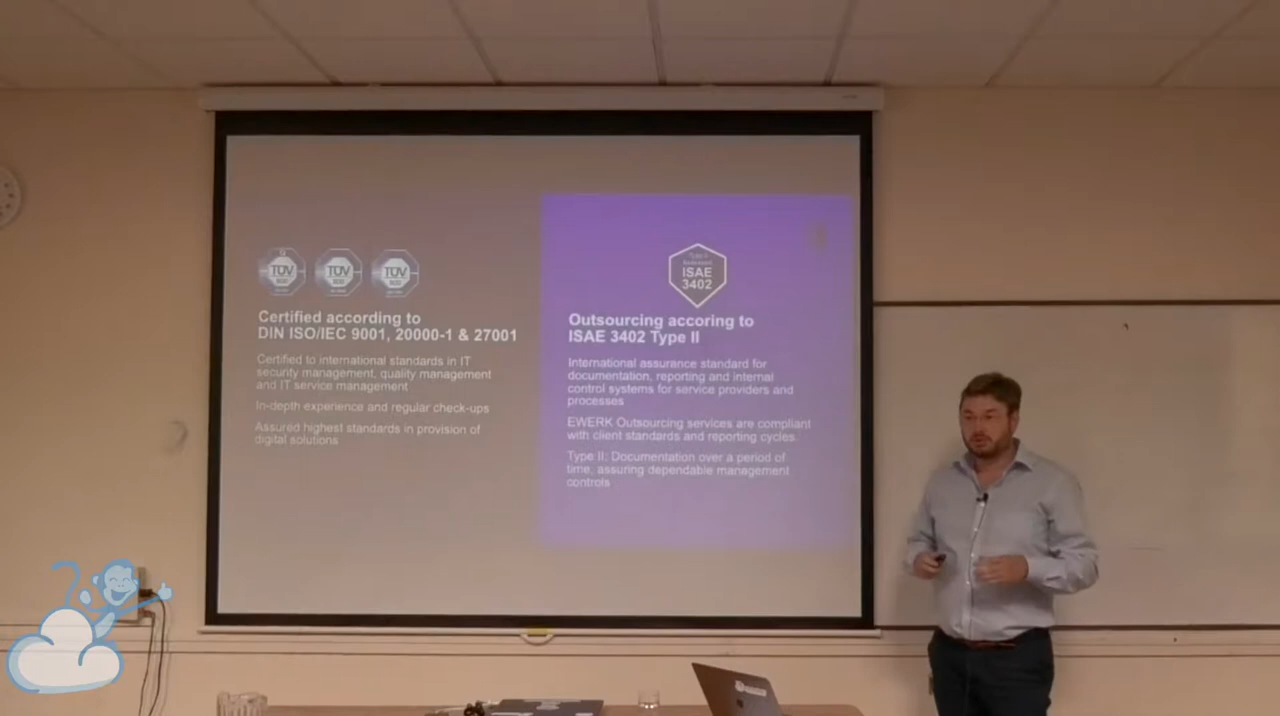 TÜV
TÜV
TÜV
Certified according to
DIN ISO/IEC 9001, 20000-1 & 27001
Certified to international standards in IT
security management, quality management
and IT service management
In-depth experience and regular check-ups
Assured highest standards in provision of
digital solutions
ISAE
3402
Outsourcing accoring to
ISAE 3402 Type II
International assurance standard for
documentation, reporting and internal
control systems for service providers and
processes
EWERK Outsourcing services are compliant
with client standards and reporting cycles.
Type II: Documentation over a period of
time, assuring dependable management
controls